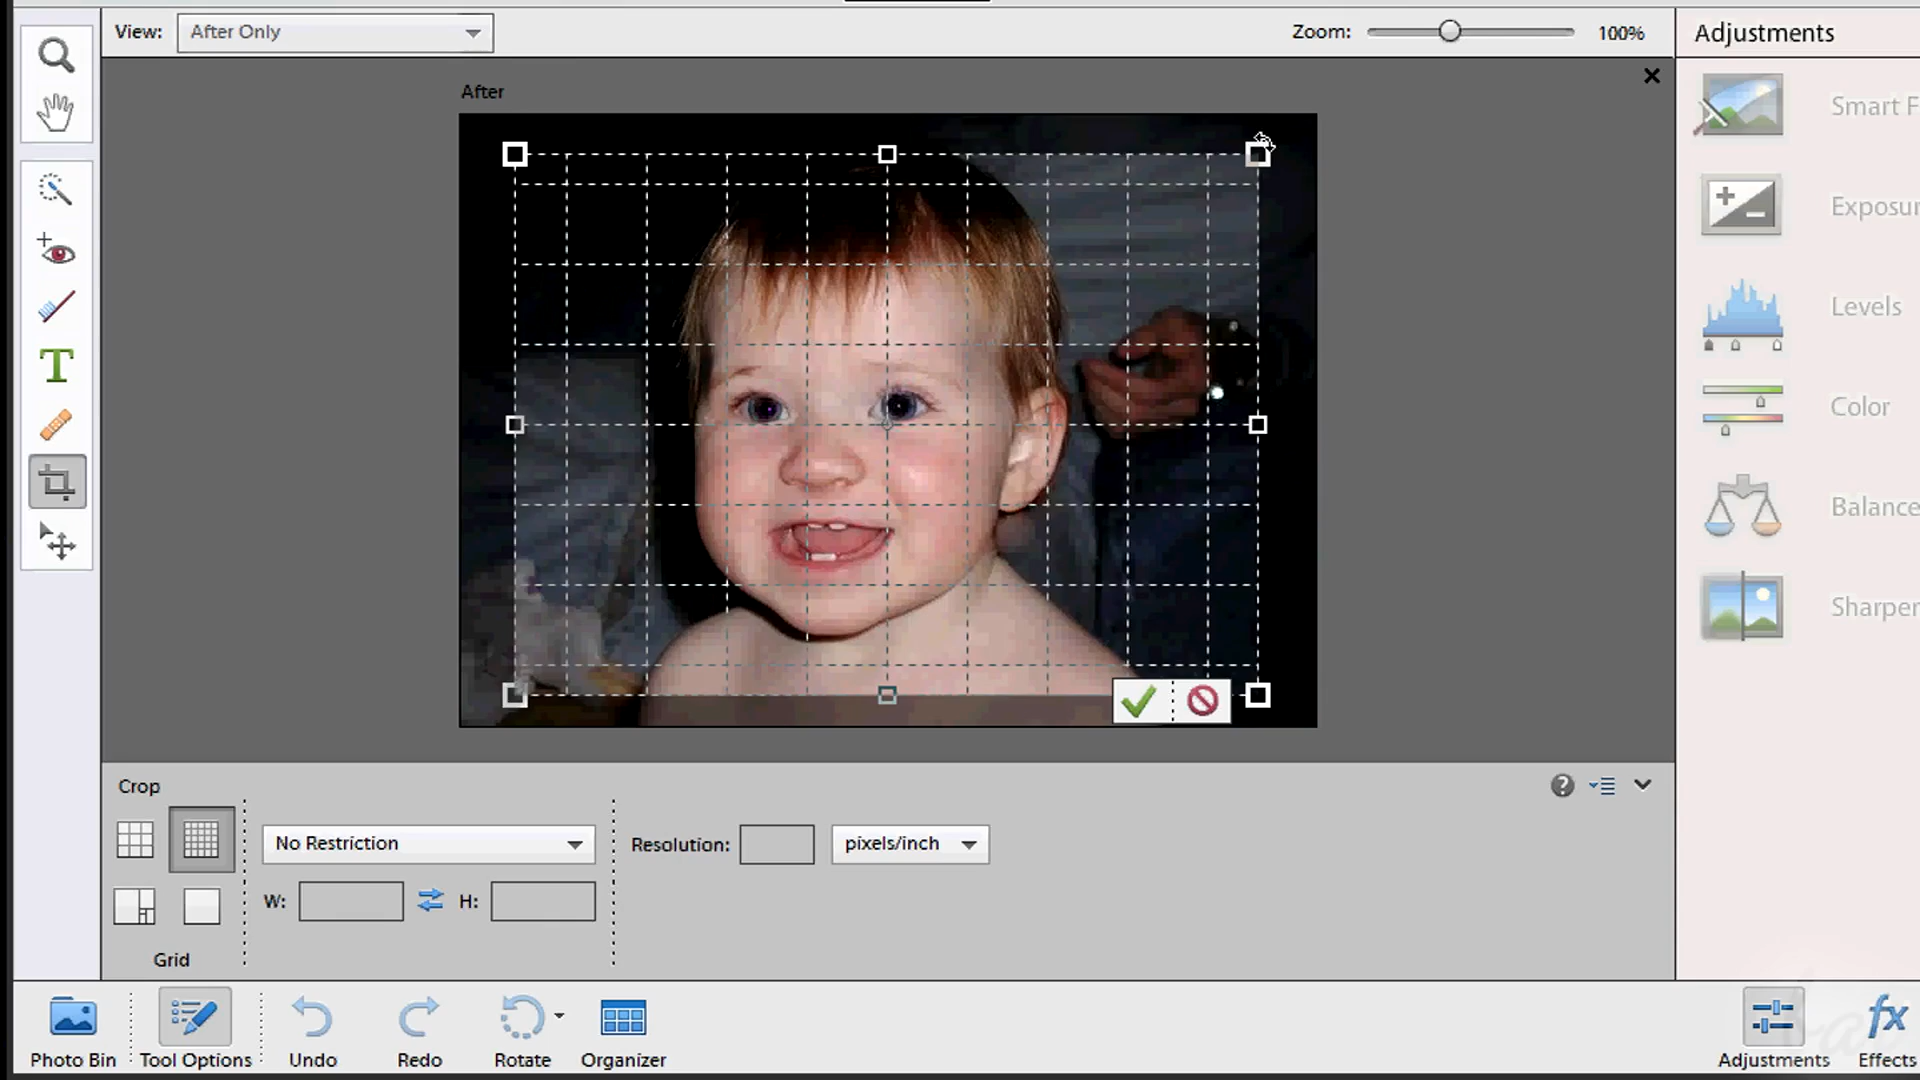 View: After Only Zoom: 100% Adjustments
After
Smart F
Exposur
Levels
Color
Balance
Sharpen
Crop
No Restriction Resolution: pixels/inch
W: H:
Grid
Photo Bin Tool Options Undo Redo Rotate Organizer Adjustments Effects